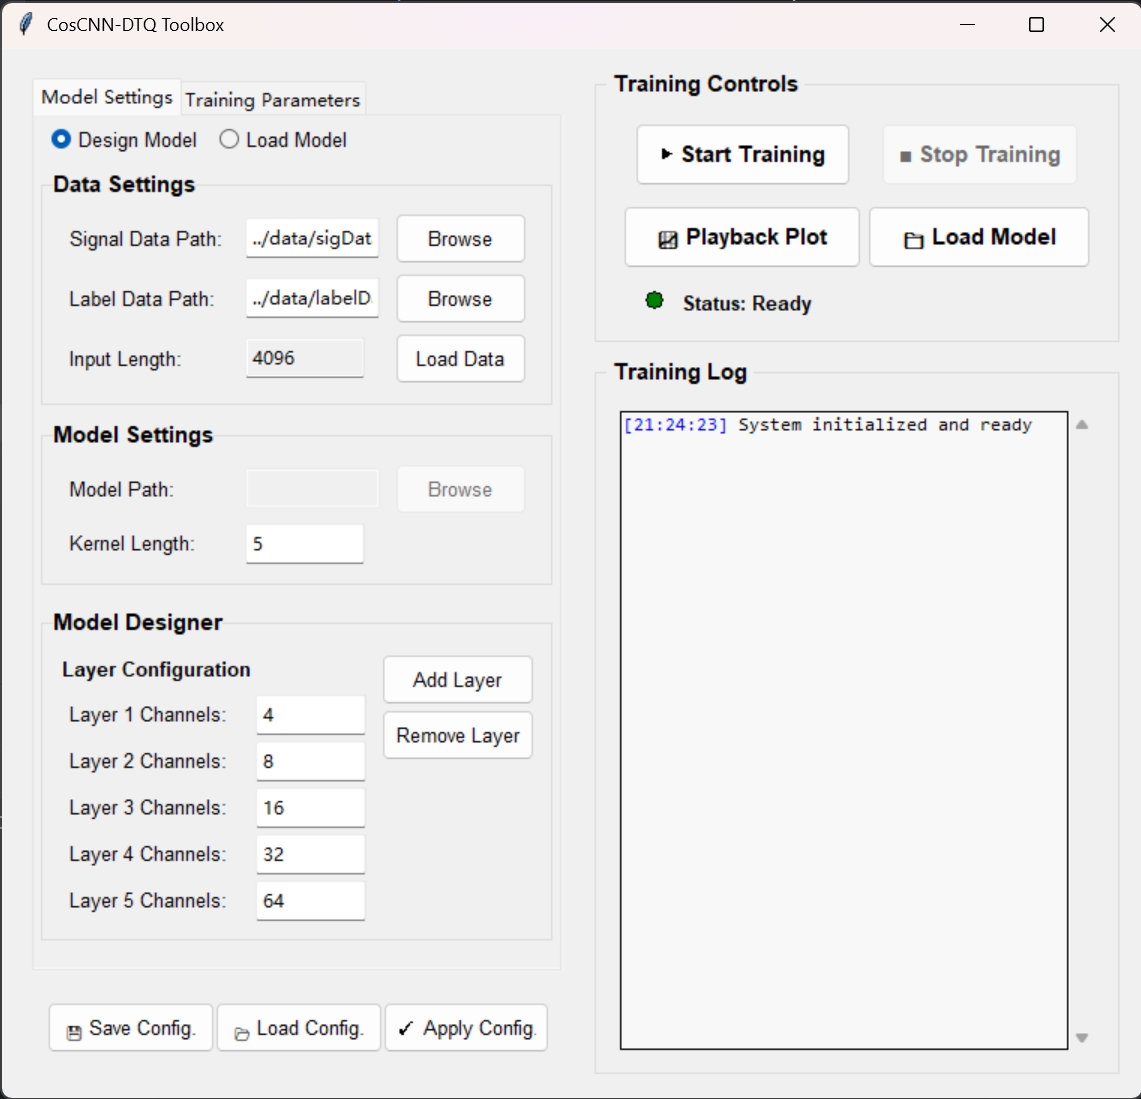 CosCNN-DTQ Toolbox
Model Settings
Training Parameters
Design Model
Load Model
Data Settings
Signal Data Path:
../data/sigDat
Browse
Label Data Path:
../data/labelD
Browse
Input Length:
4096
Load Data
Model Settings
Model Path:
Browse
Kernel Length:
5
Model Designer
Layer Configuration
Add Layer
Remove Layer
Layer 1 Channels:
4
Layer 2 Channels:
8
Layer 3 Channels:
16
Layer 4 Channels:
32
Layer 5 Channels:
64
Save Config.
Load Config.
Apply Config.
Training Controls
Start Training
Stop Training
Playback Plot
Load Model
Status: Ready
Training Log
[21:24:23] System initialized and ready